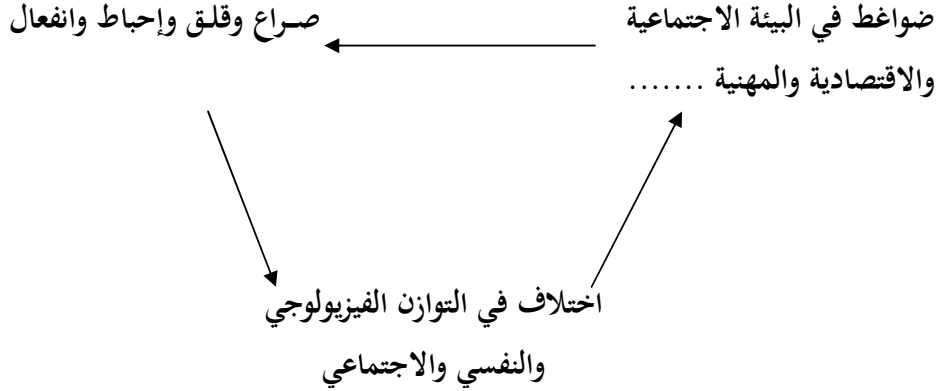 ضواغط في البيئة الاجتماعية
والاقتصادية والمهنية .......
صراع وقلق وإحباط وانفعال
اختلاف في التوازن الفيزيولوجي
والنفسي والاجتماعي